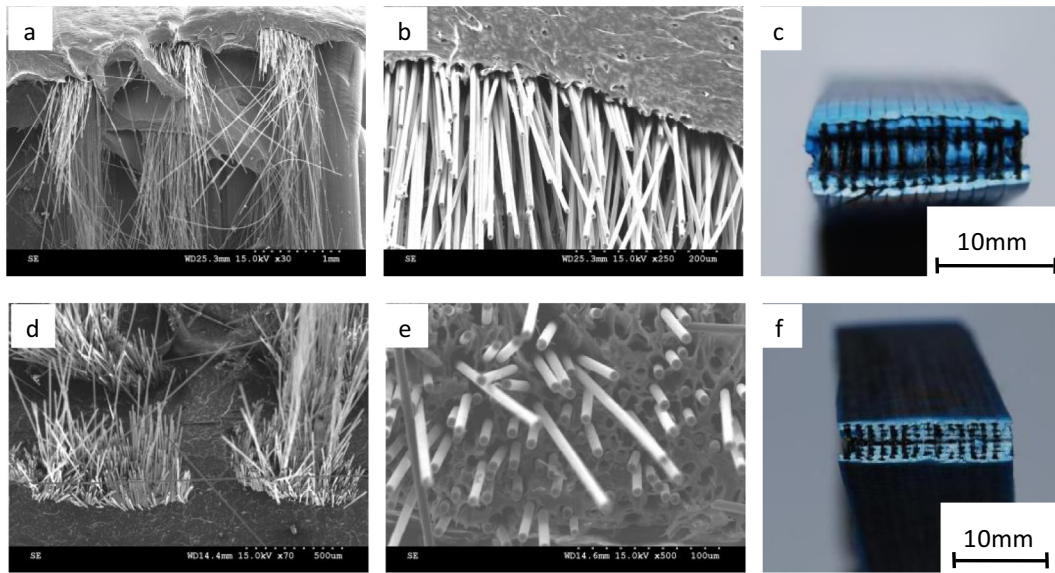 a
b
c
SE WD25.3mm 15.0kV x30 1mm
SE WD25.3mm 15.0kV x250 200um
10mm
d
e
f
SE WD14.4mm 15.0kV x70 500um
SE WD14.6mm 15.0kV x500 100um
10mm